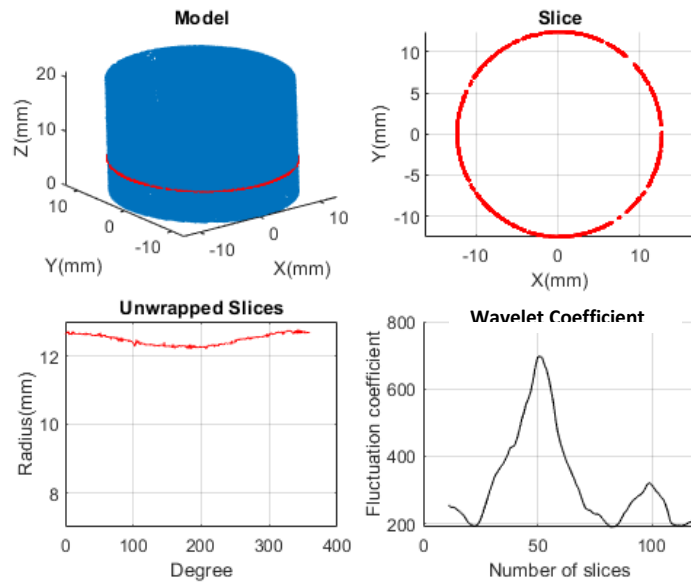 Model
Z(mm)
20
10
0
10
0
-10
Y(mm)
-10
0
10
X(mm)
Slice
Y(mm)
10
5
0
-5
-10
-10
0
10
X(mm)
Unwrapped Slices
Radius(mm)
12
10
8
0
100
200
300
400
Degree
Wavelet Coefficient
Fluctuation coefficient
800
600
400
200
0
50
100
Number of slices